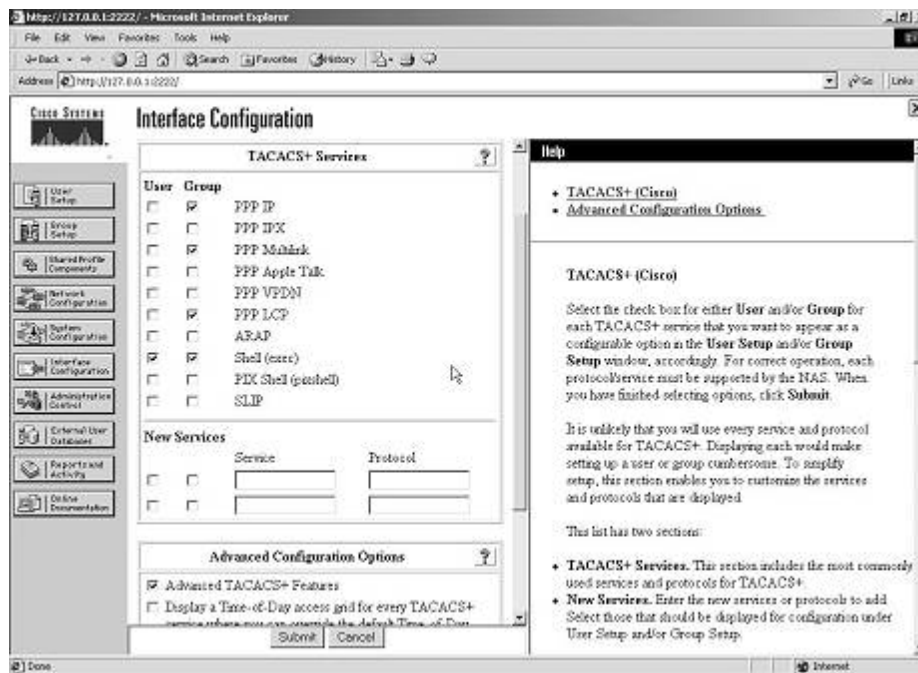 http://127.0.0.1:2222/ - Microsoft Internet Explorer
File Edit View Favorites Tools Help
Back Search Favorites History
Address http://127.0.0.1:2222/ Go Links
CISCO SYSTEMS
Interface Configuration
User Setup
Group Setup
Shared Profile Components
Network Configuration
System Configuration
Interface Configuration
Administration Control
External User Databases
Reports and Activity
Online Documentation
TACACS+ Services ?
User Group
PPP IP
PPP IPX
PPP Multilink
PPP Apple Talk
PPP VPDN
PPP LCP
ARAP
Shell (exec)
PIX Shell (pixshell)
SLIP
New Services
Service Protocol
Advanced Configuration Options ?
Advanced TACACS+ Features
Display a Time-of-Day access grid for every TACACS+
service where you can override the default Time-of-Day
Submit Cancel
Help
• TACACS+ (Cisco)
• Advanced Configuration Options
TACACS+ (Cisco)
Select the check box for either User and/or Group for
each TACACS+ service that you want to appear as a
configurable option in the User Setup and/or Group
Setup window, accordingly. For correct operation, each
protocol/service must be supported by the NAS. When
you have finished selecting options, click Submit.
It is unlikely that you will use every service and protocol
available for TACACS+. Displaying each would make
setting up a user or group cumbersome. To simplify
setup, this section enables you to customize the services
and protocols that are displayed.
This list has two sections:
• TACACS+ Services. This section includes the most commonly
used services and protocols for TACACS+.
• New Services. Enter the new services or protocols to add.
Select those that should be displayed for configuration under
User Setup and/or Group Setup.
Done Internet